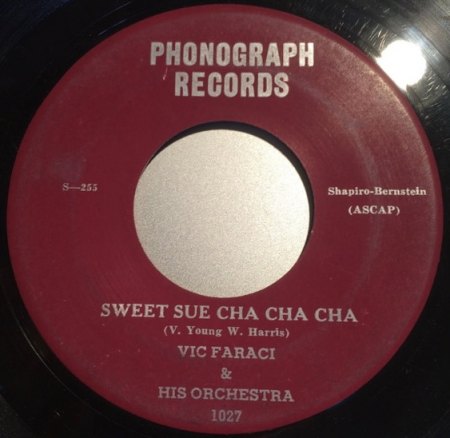 PHONOGRAPH
RECORDS
S—255
Shapiro-Bernstein
(ASCAP)
SWEET SUE CHA CHA CHA
(V. Young W. Harris)
VIC FARACI
&
HIS ORCHESTRA
1027